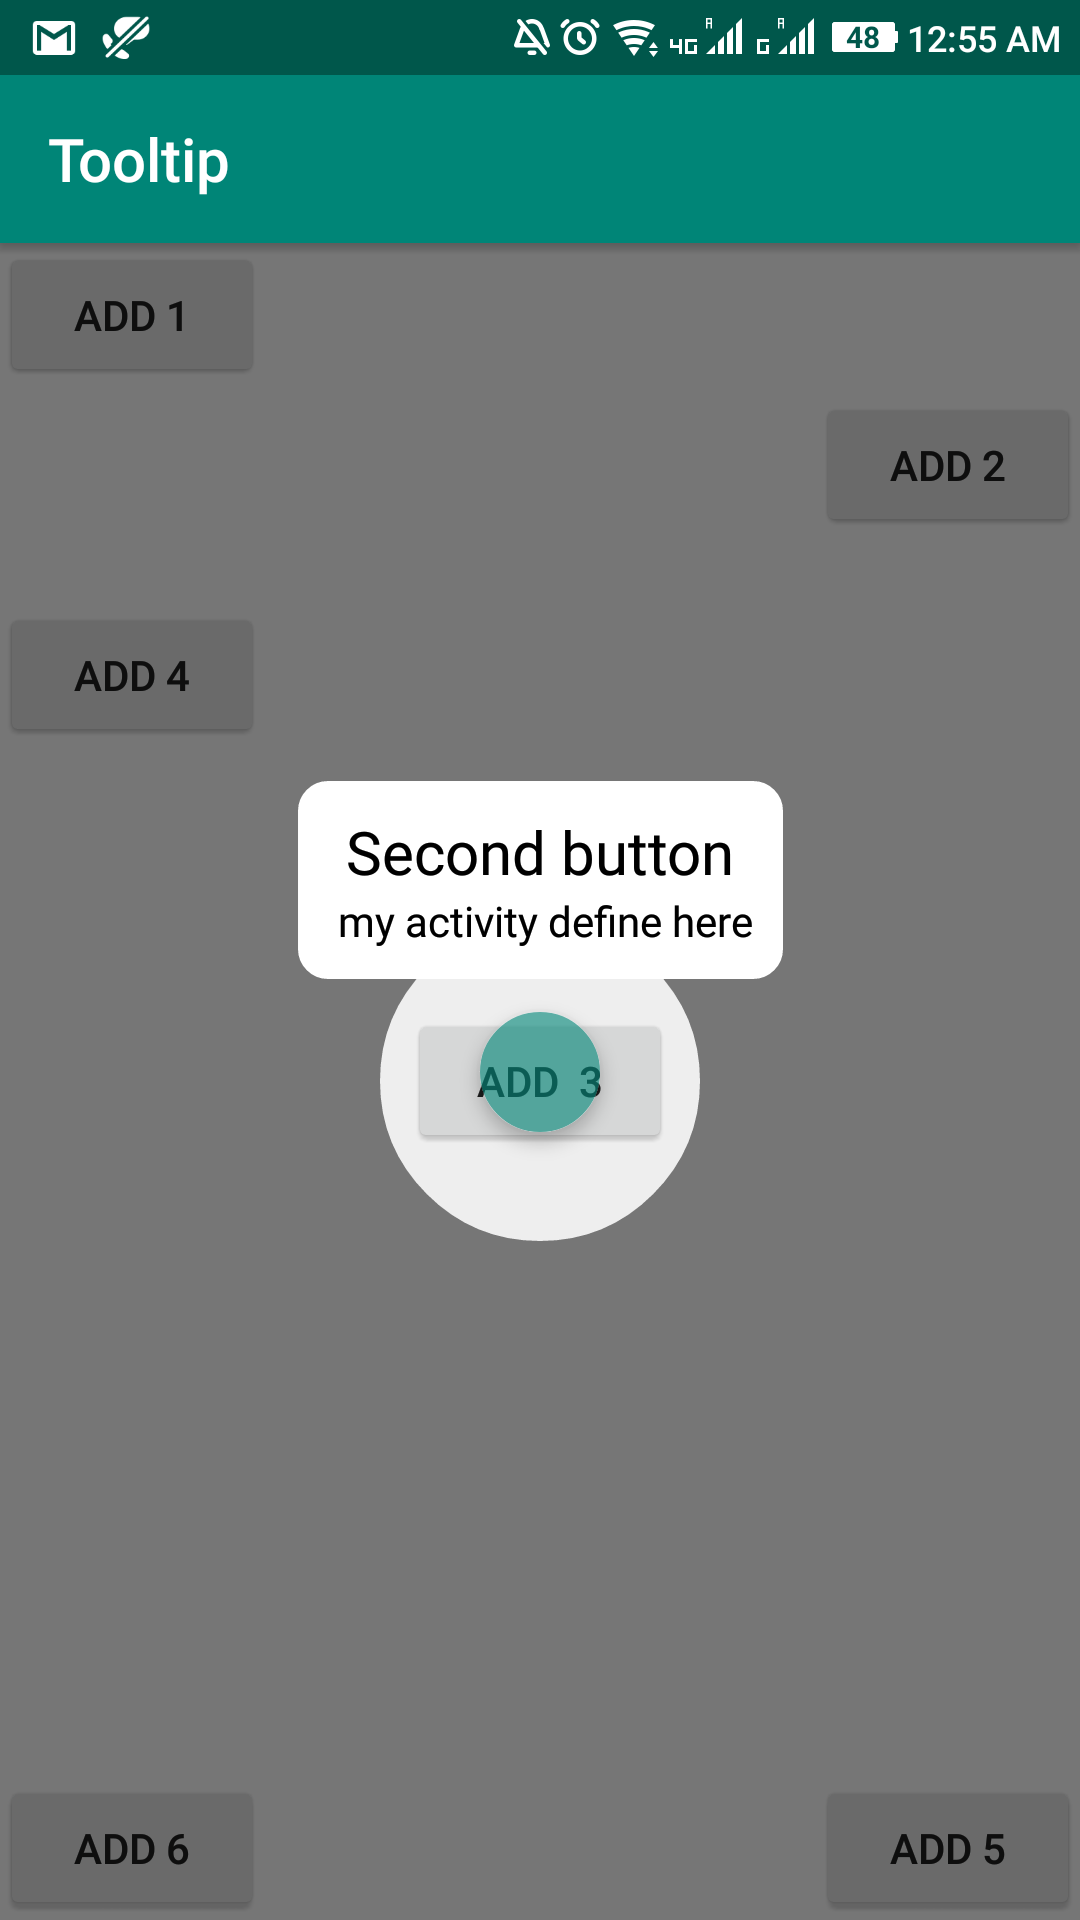 4G R G R 48 12:55 AM
Tooltip
ADD 1
ADD 2
ADD 4
Second button
my activity define here
ADD 3
ADD 6
ADD 5